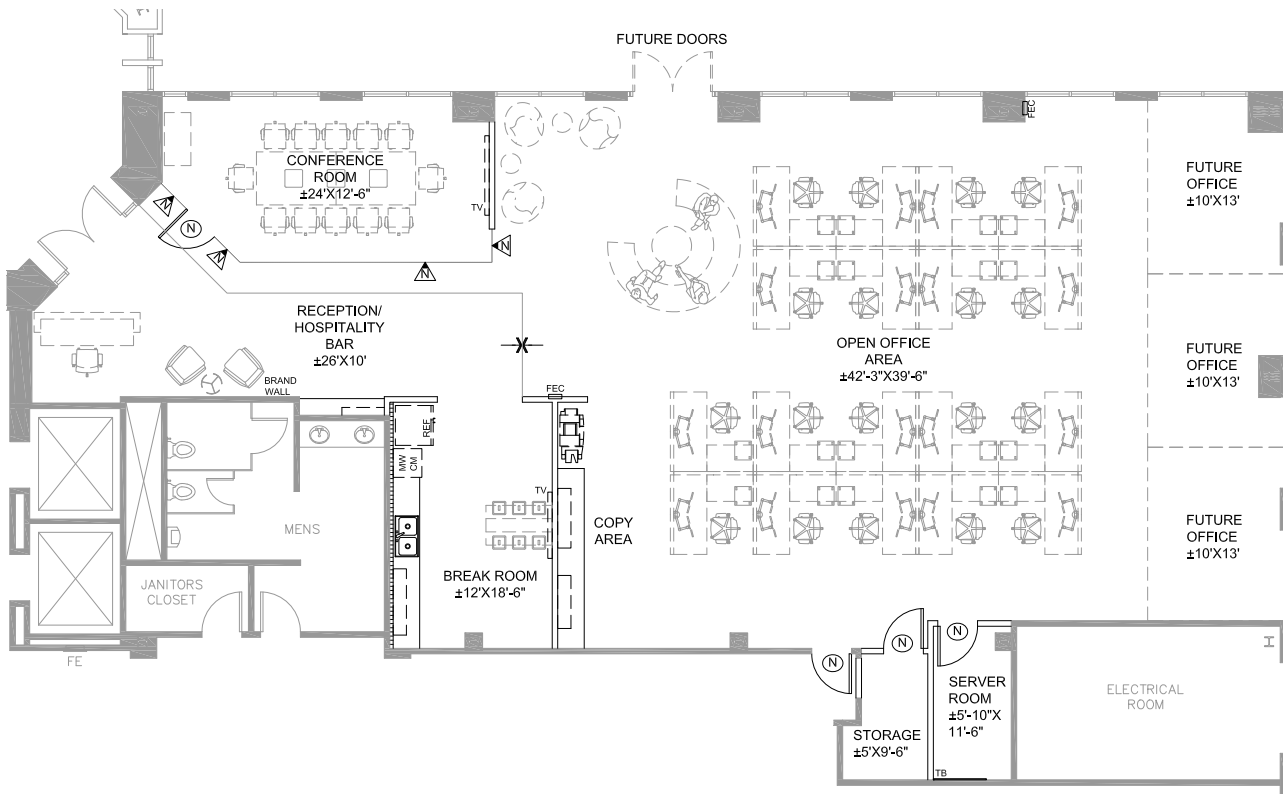 FUTURE DOORS
FEC
CONFERENCE
ROOM
±24'X12'-6"
TV
N
N
N
N
N
FUTURE
OFFICE
±10'X13'
RECEPTION/
HOSPITALITY
BAR
±26'X10'
BRAND
WALL
FEC
OPEN OFFICE
AREA
±42'-3"X39'-6"
FUTURE
OFFICE
±10'X13'
REF
MW
CM
TV
MENS
COPY
AREA
FUTURE
OFFICE
±10'X13'
JANITORS
CLOSET
BREAK ROOM
±12'X18'-6"
FE
N
N
N
SERVER
ROOM
±5'-10"X
11'-6"
STORAGE
±5'X9'-6"
TB
ELECTRICAL
ROOM
H